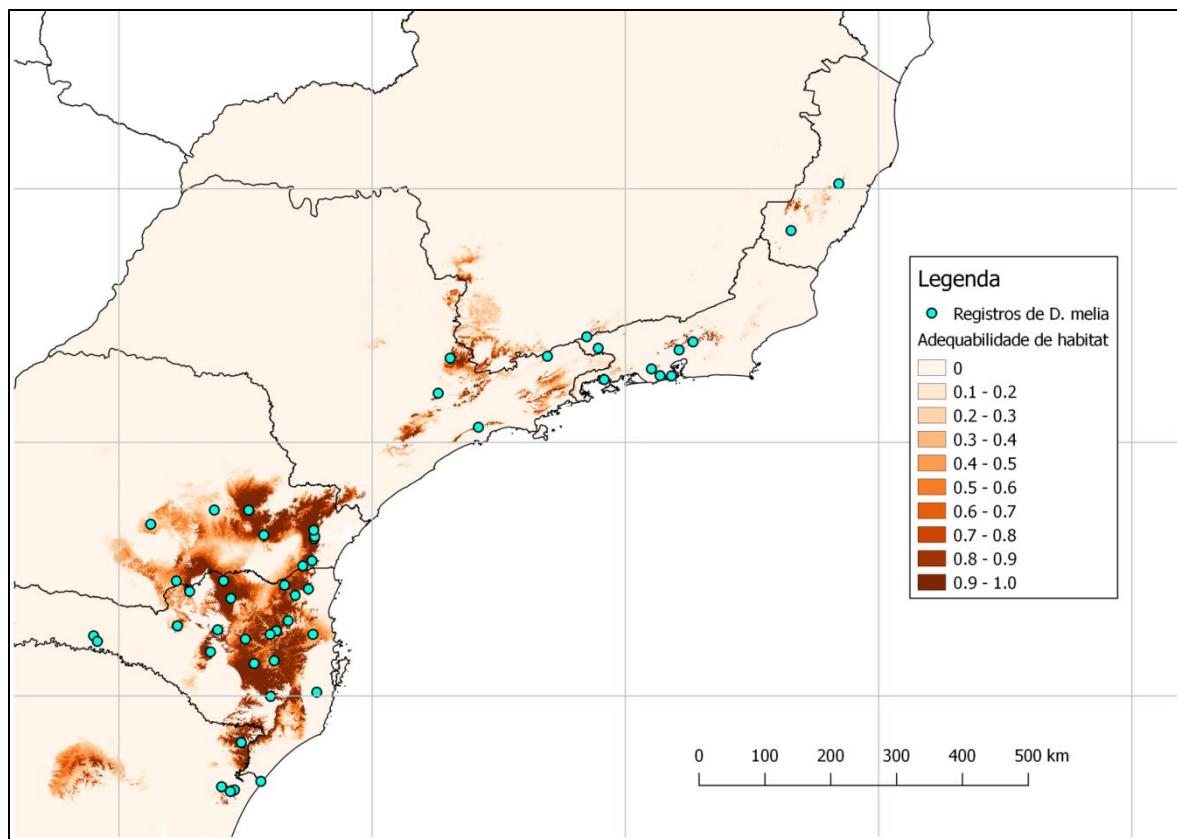 Legenda
Registros de D. melia
Adequabilidade de habitat
0
0.1 - 0.2
0.2 - 0.3
0.3 - 0.4
0.4 - 0.5
0.5 - 0.6
0.6 - 0.7
0.7 - 0.8
0.8 - 0.9
0.9 - 1.0
0 100 200 300 400 500 km